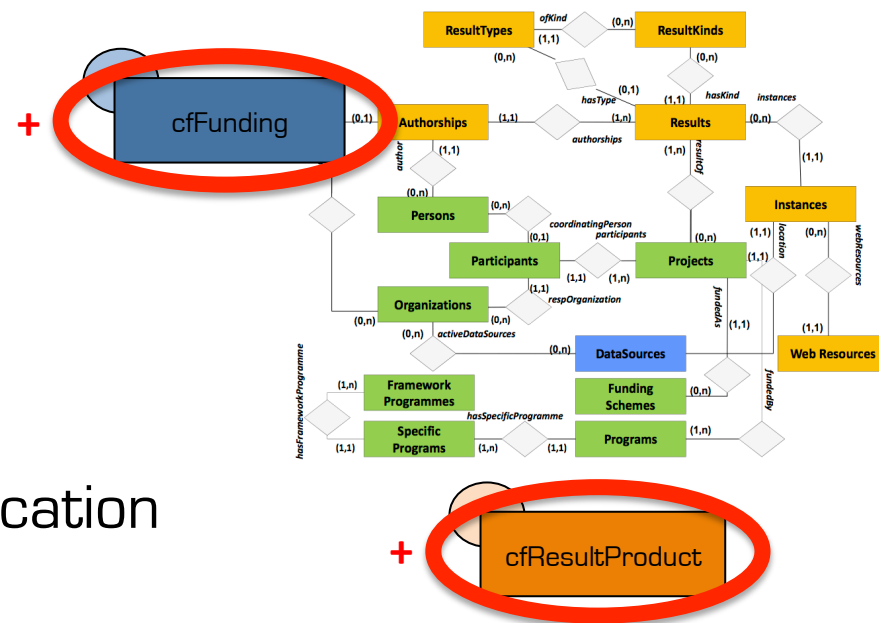 ofKind
ResultTypes
(1,1)
(0,n)
ResultKinds
(0,n)
(0,n)
hasType
(0,1)
(1,1)
hasKind
instances
+
cfFunding
(0,1)
Authorships
(1,1)
(1,n)
Results
(0,n)
authorships
author
(1,1)
(1,n)
resultOf
(1,1)
(0,n)
Persons
(0,n)
Instances
coordinatingPerson
(0,1)
participants
(0,n)
(1,1)
location
(0,n)
webResources
Participants
(1,1)
(1,n)
Projects
(1,1)
(1,1)
respOrganization
Organizations
(0,n)
(0,n)
fundedAs
(1,1)
(0,n)
activeDataSources
(1,1)
(0,n)
DataSources
Web Resources
hasFrameworkProgramme
(1,n)
Framework
Programmes
Funding
Schemes
(0,n)
fundedBy
hasSpecificProgramme
(1,1)
Specific
Programs
(1,n)
(1,1)
Programs
(1,n)
cation
+
cfResultProduct